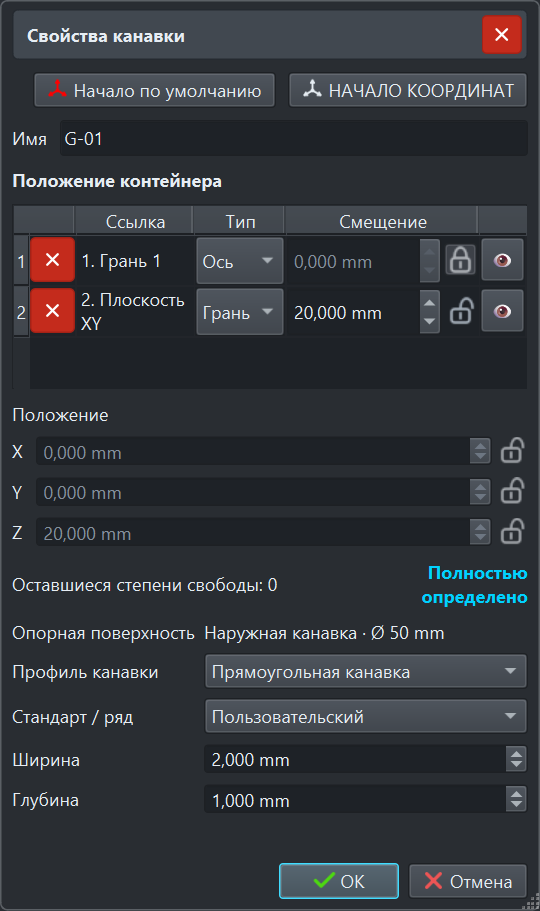 Свойства канавки
Начало по умолчанию
НАЧАЛО КООРДИНАТ
Имя G-01
Положение контейнера
Ссылка Тип Смещение
1 1. Грань 1 Ось 0,000 mm
2 2. Плоскость XY Грань 20,000 mm
Положение
X 0,000 mm
Y 0,000 mm
Z 20,000 mm
Оставшиеся степени свободы: 0
Полностью
определено
Опорная поверхность Наружная канавка · Ø 50 mm
Профиль канавки Прямоугольная канавка
Стандарт / ряд Пользовательский
Ширина 2,000 mm
Глубина 1,000 mm
OK Отмена